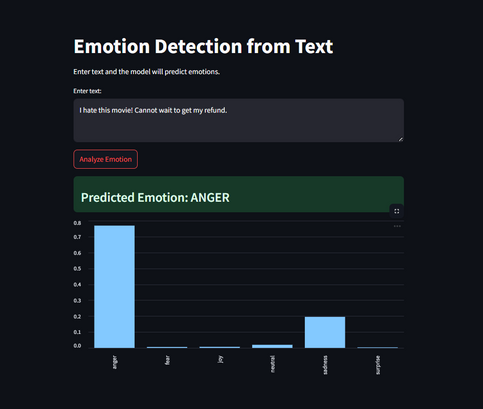 Emotion Detection from Text
Enter text and the model will predict emotions.
Enter text:
I hate this movie! Cannot wait to get my refund.
Analyze Emotion
Predicted Emotion: ANGER
0.8
0.7
0.6
0.5
0.4
0.3
0.2
0.1
0.0
anger
fear
joy
neutral
sadness
surprise